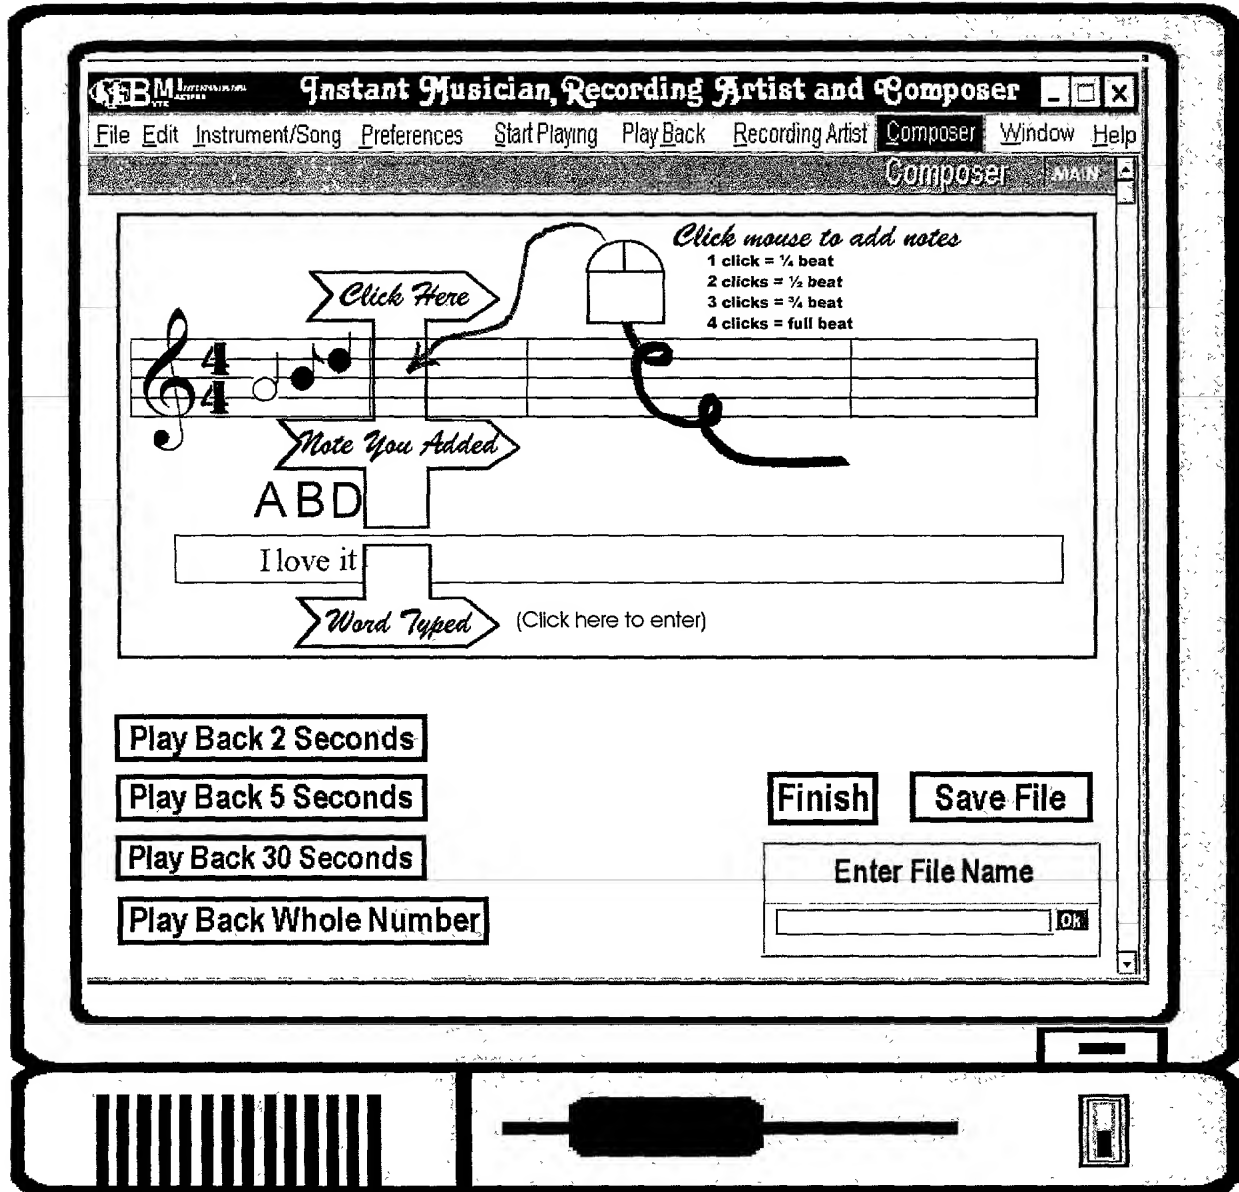 Instant Musician, Recording Artist and Composer
File Edit Instrument/Song Preferences Start Playing Play Back Recording Artist Composer Window Help
Composer MAIN
Click mouse to add notes
1 click = ¼ beat
2 clicks = ½ beat
3 clicks = ¾ beat
4 clicks = full beat
Click Here
4
4
Note You Added
A B D
I love it
Word Typed (Click here to enter)
Play Back 2 Seconds
Play Back 5 Seconds
Finish Save File
Play Back 30 Seconds
Enter File Name
Play Back Whole Number
Ok